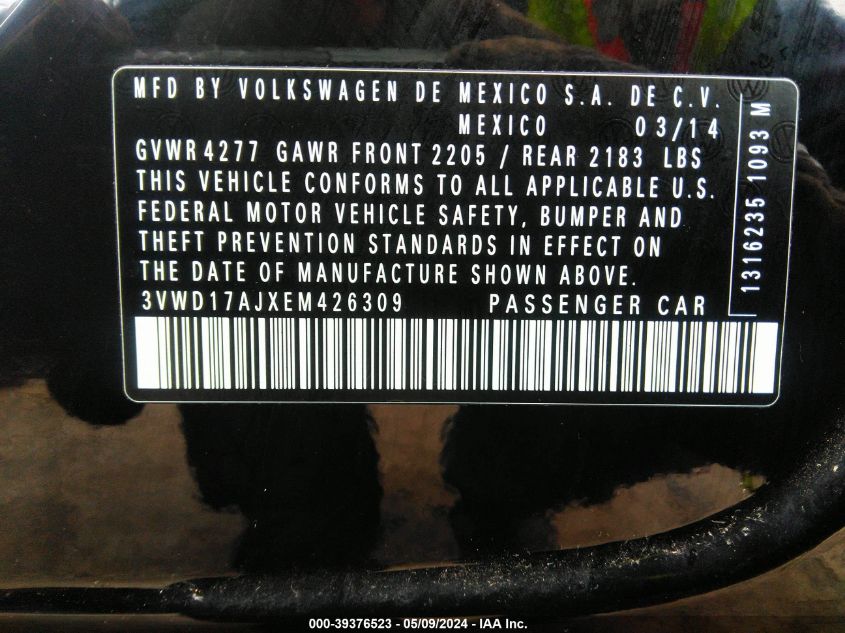 MFD BY VOLKSWAGEN DE MEXICO S.A. DE C.V.
MEXICO 03/14
GVWR 4277 GAWR FRONT 2205 / REAR 2183 LBS
THIS VEHICLE CONFORMS TO ALL APPLICABLE U.S.
FEDERAL MOTOR VEHICLE SAFETY, BUMPER AND
THEFT PREVENTION STANDARDS IN EFFECT ON
THE DATE OF MANUFACTURE SHOWN ABOVE.
3VWD17AJXEM426309 PASSENGER CAR
1316235 1093 M
000-39376523 - 05/09/2024 - IAA Inc.